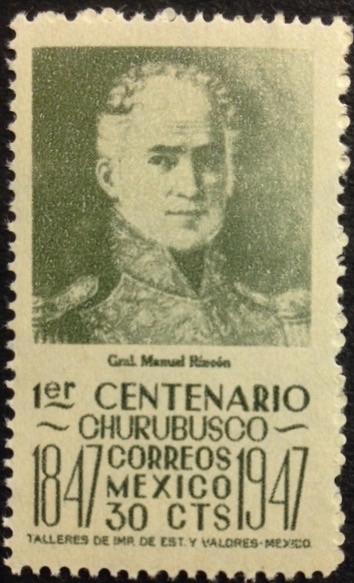 Gral. Manuel Rincón
1er CENTENARIO
~ CHURUBUSCO ~
1847 CORREOS 1947
MEXICO
30 CTS
TALLERES DE IMP. DE EST. Y VALORES-MEXICO.